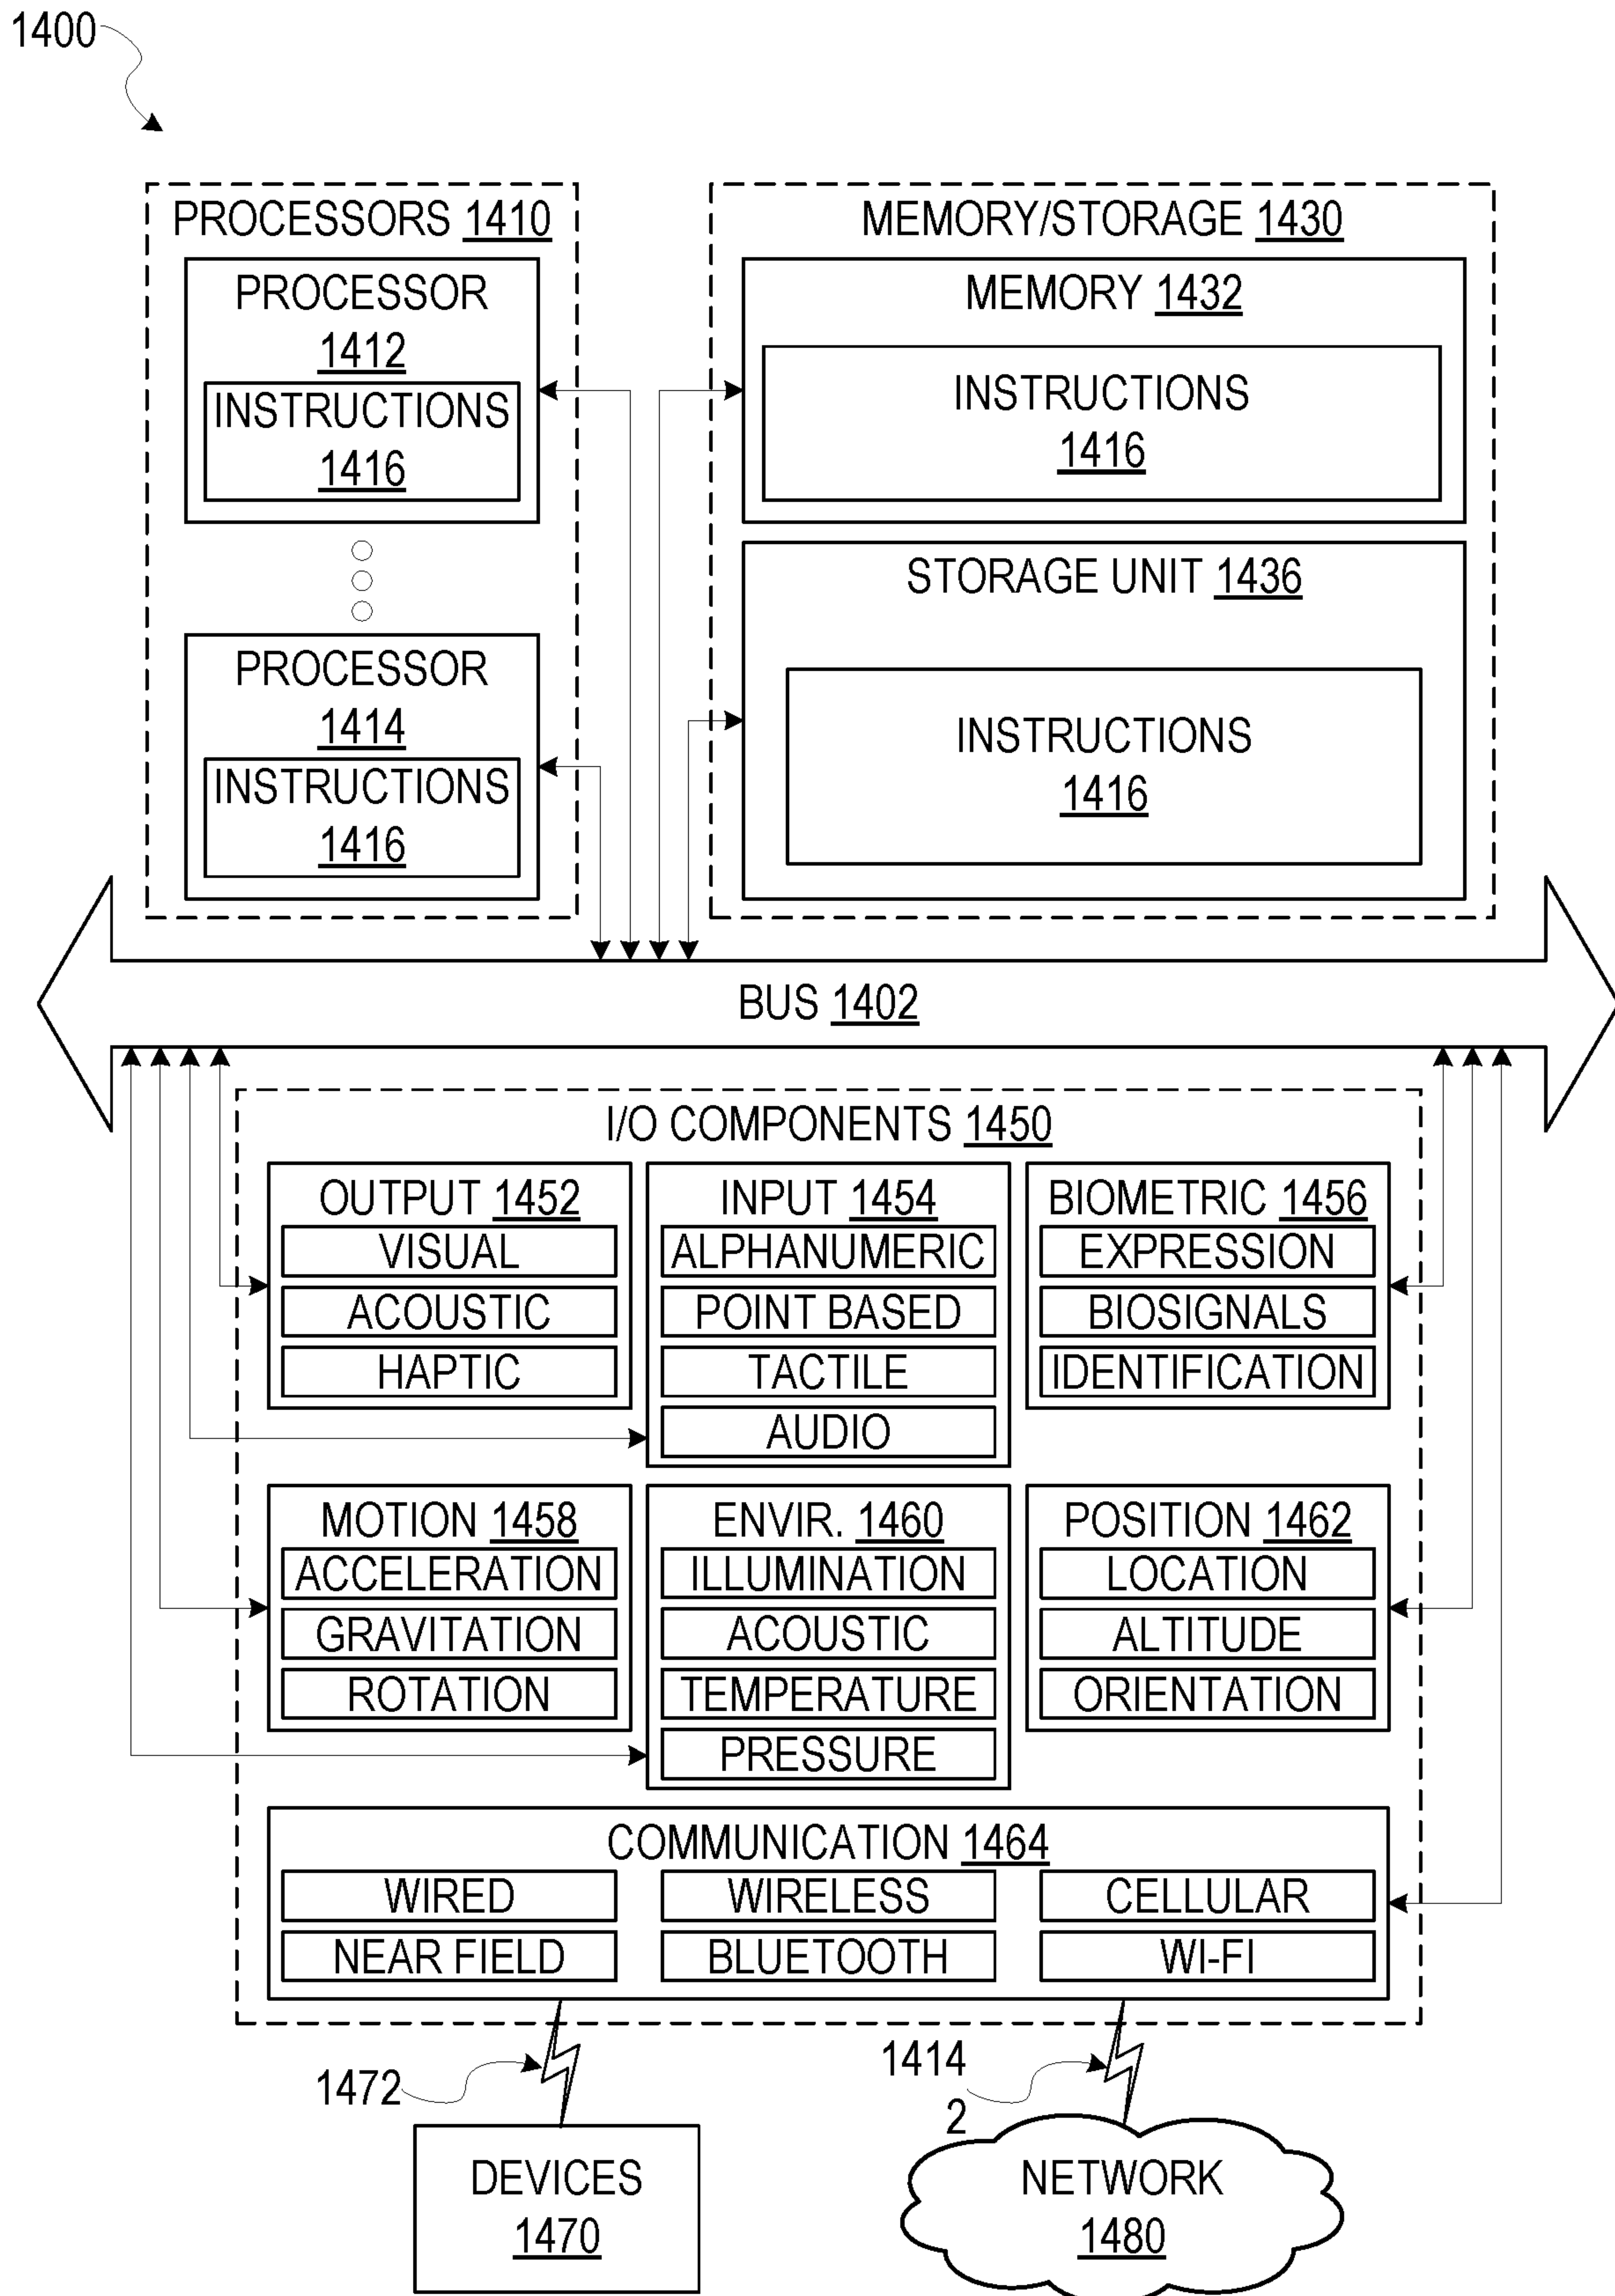 1400
PROCESSORS 1410
PROCESSOR
1412
INSTRUCTIONS
1416
PROCESSOR
1414
INSTRUCTIONS
1416
MEMORY/STORAGE 1430
MEMORY 1432
INSTRUCTIONS
1416
STORAGE UNIT 1436
INSTRUCTIONS
1416
BUS 1402
I/O COMPONENTS 1450
OUTPUT 1452
VISUAL
ACOUSTIC
HAPTIC
INPUT 1454
ALPHANUMERIC
POINT BASED
TACTILE
AUDIO
BIOMETRIC 1456
EXPRESSION
BIOSIGNALS
IDENTIFICATION
MOTION 1458
ACCELERATION
GRAVITATION
ROTATION
ENVIR. 1460
ILLUMINATION
ACOUSTIC
TEMPERATURE
PRESSURE
POSITION 1462
LOCATION
ALTITUDE
ORIENTATION
COMMUNICATION 1464
WIRED
WIRELESS
CELLULAR
NEAR FIELD
BLUETOOTH
WI-FI
1472
1414
2
DEVICES
1470
NETWORK
1480